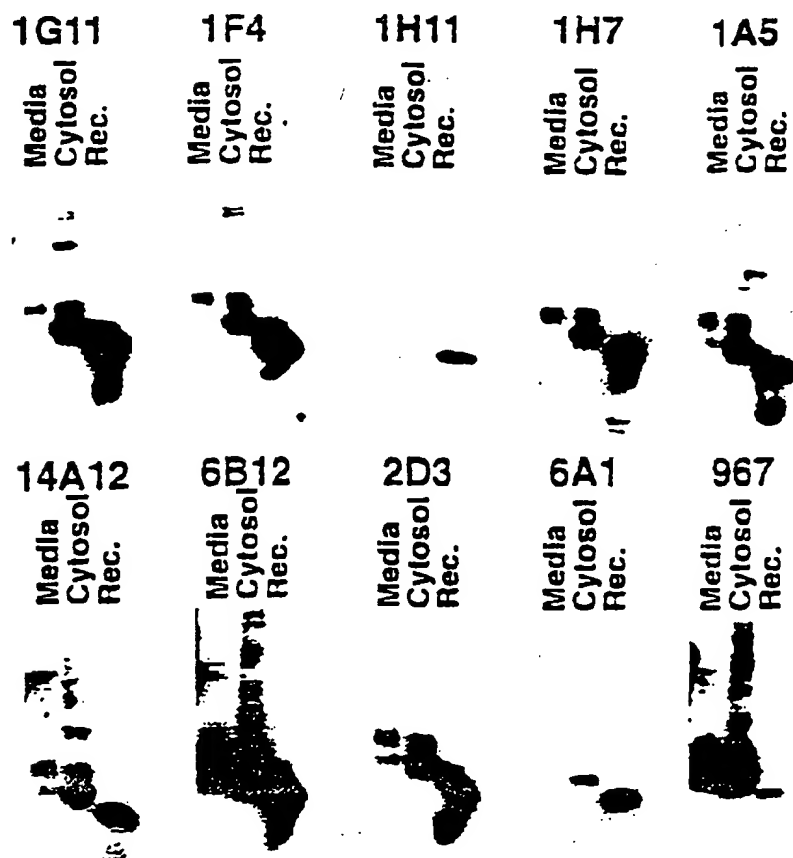 1G11 1F4 1H11 1H7 1A5
Media Media Media Media Media
Cytosol Cytosol Cytosol Cytosol Cytosol
Rec. Rec. Rec. Rec. Rec.
14A12 6B12 2D3 6A1 967
Media Media Media Media Media
Cytosol Cytosol Cytosol Cytosol Cytosol
Rec. Rec. Rec. Rec. Rec.